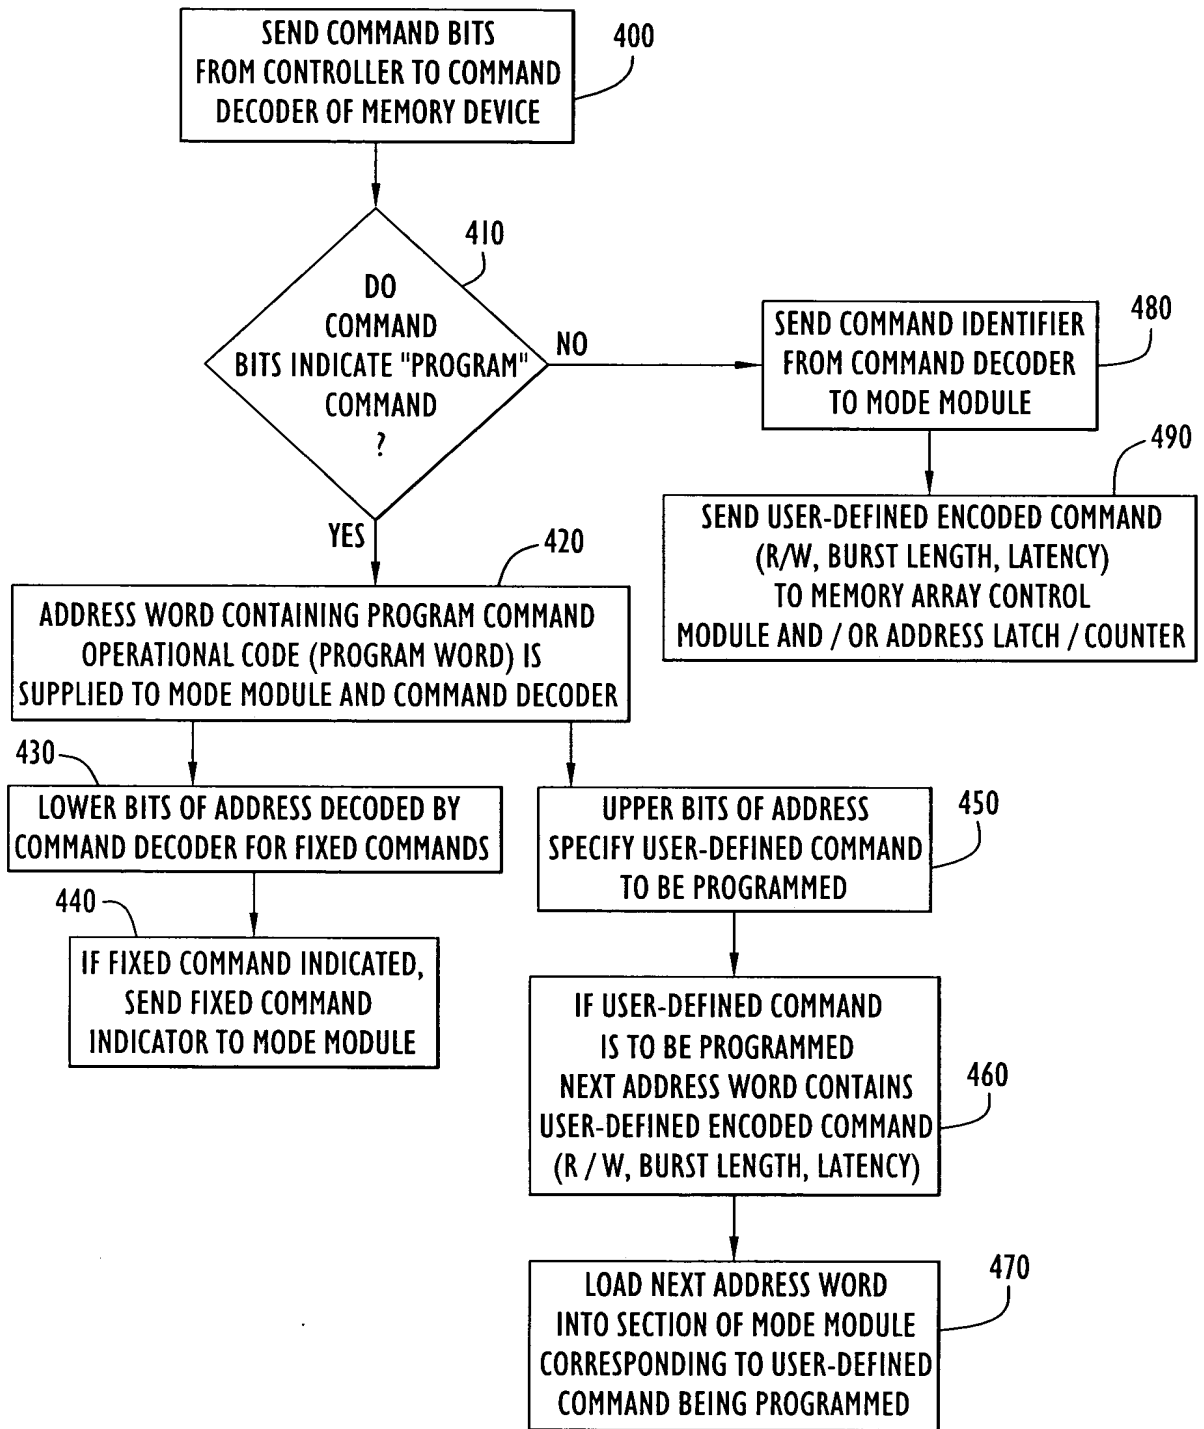 SEND COMMAND BITS
FROM CONTROLLER TO COMMAND
DECODER OF MEMORY DEVICE
400
410
DO
COMMAND
BITS INDICATE "PROGRAM"
COMMAND
?
NO
YES
480
SEND COMMAND IDENTIFIER
FROM COMMAND DECODER
TO MODE MODULE
490
SEND USER-DEFINED ENCODED COMMAND
(R/W, BURST LENGTH, LATENCY)
TO MEMORY ARRAY CONTROL
MODULE AND / OR ADDRESS LATCH / COUNTER
420
ADDRESS WORD CONTAINING PROGRAM COMMAND
OPERATIONAL CODE (PROGRAM WORD) IS
SUPPLIED TO MODE MODULE AND COMMAND DECODER
430
LOWER BITS OF ADDRESS DECODED BY
COMMAND DECODER FOR FIXED COMMANDS
440
IF FIXED COMMAND INDICATED,
SEND FIXED COMMAND
INDICATOR TO MODE MODULE
450
UPPER BITS OF ADDRESS
SPECIFY USER-DEFINED COMMAND
TO BE PROGRAMMED
460
IF USER-DEFINED COMMAND
IS TO BE PROGRAMMED
NEXT ADDRESS WORD CONTAINS
USER-DEFINED ENCODED COMMAND
(R / W, BURST LENGTH, LATENCY)
470
LOAD NEXT ADDRESS WORD
INTO SECTION OF MODE MODULE
CORRESPONDING TO USER-DEFINED
COMMAND BEING PROGRAMMED